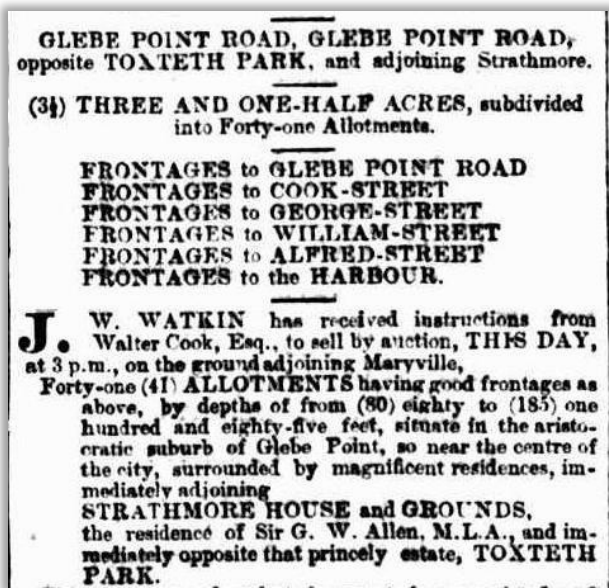 GLEBE POINT ROAD, GLEBE POINT ROAD,
opposite TOXTETH PARK, and adjoining Strathmore.
(3½) THREE AND ONE-HALF ACRES, subdivided
into Forty-one Allotments.
FRONTAGES to GLEBE POINT ROAD
FRONTAGES to COOK-STREET
FRONTAGES to GEORGE-STREET
FRONTAGES to WILLIAM-STREET
FRONTAGES to ALFRED-STREET
FRONTAGES to the HARBOUR.
J. W. WATKIN has received instructions from
Walter Cook, Esq., to sell by auction, THIS DAY,
at 3 p.m., on the ground adjoining Maryville,
Forty-one (41) ALLOTMENTS having good frontages as
above, by depths of from (80) eighty to (185) one
hundred and eighty-five feet, situate in the aristo-
cratic suburb of Glebe Point, so near the centre of
the city, surrounded by magnificent residences, im-
mediately adjoining
STRATHMORE HOUSE and GROUNDS,
the residence of Sir G. W. Allen, M.L.A., and im-
mediately opposite that princely estate, TOXTETH
PARK.